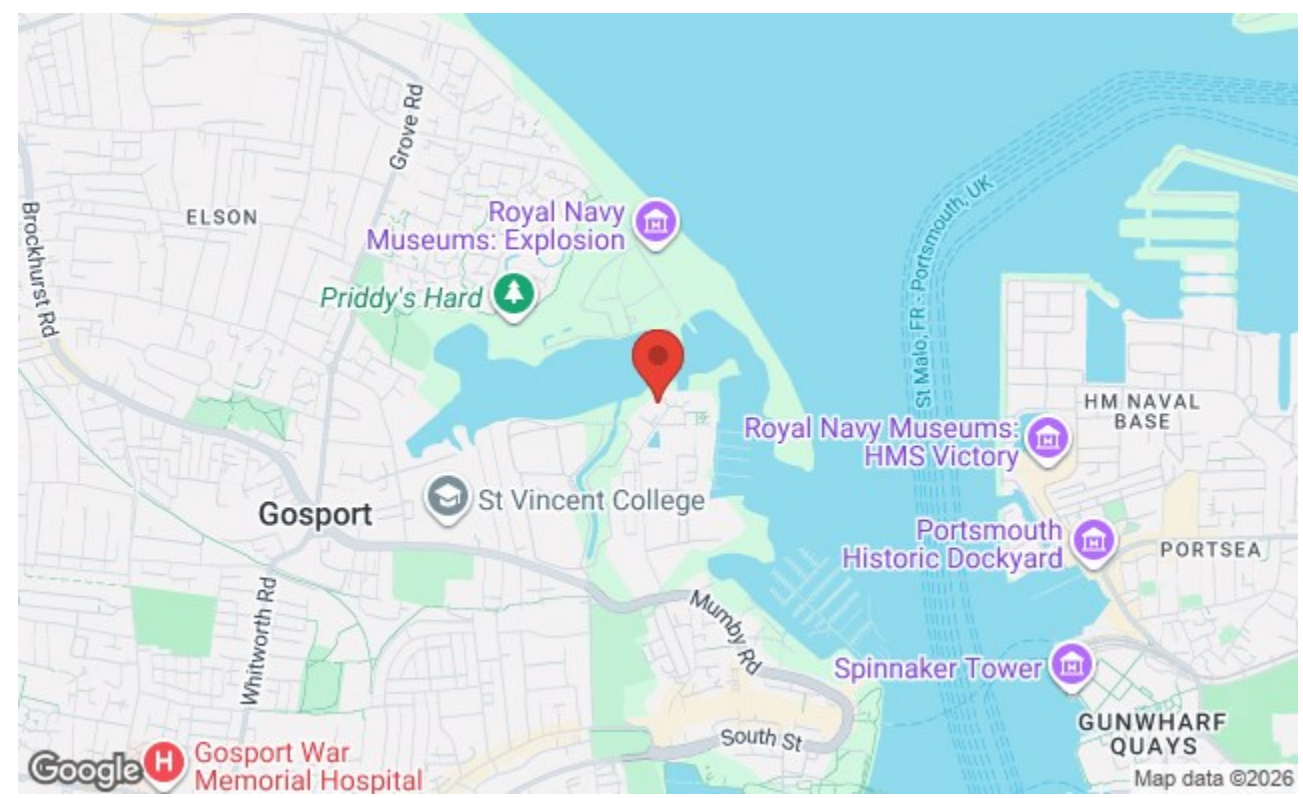 Grove Rd
ELSON
Brockhurst Rd
Royal Navy
Museums: Explosion
Priddy's Hard
St Malo, FR - Portsmouth, UK
HM NAVAL
BASE
Royal Navy Museums:
HMS Victory
St Vincent College
Gosport
Portsmouth
Historic Dockyard
PORTSEA
Whitworth Rd
Mumby Rd
Spinnaker Tower
GUNWHARF
QUAYS
South St
Google
H
Gosport War
Memorial Hospital
Map data ©2026